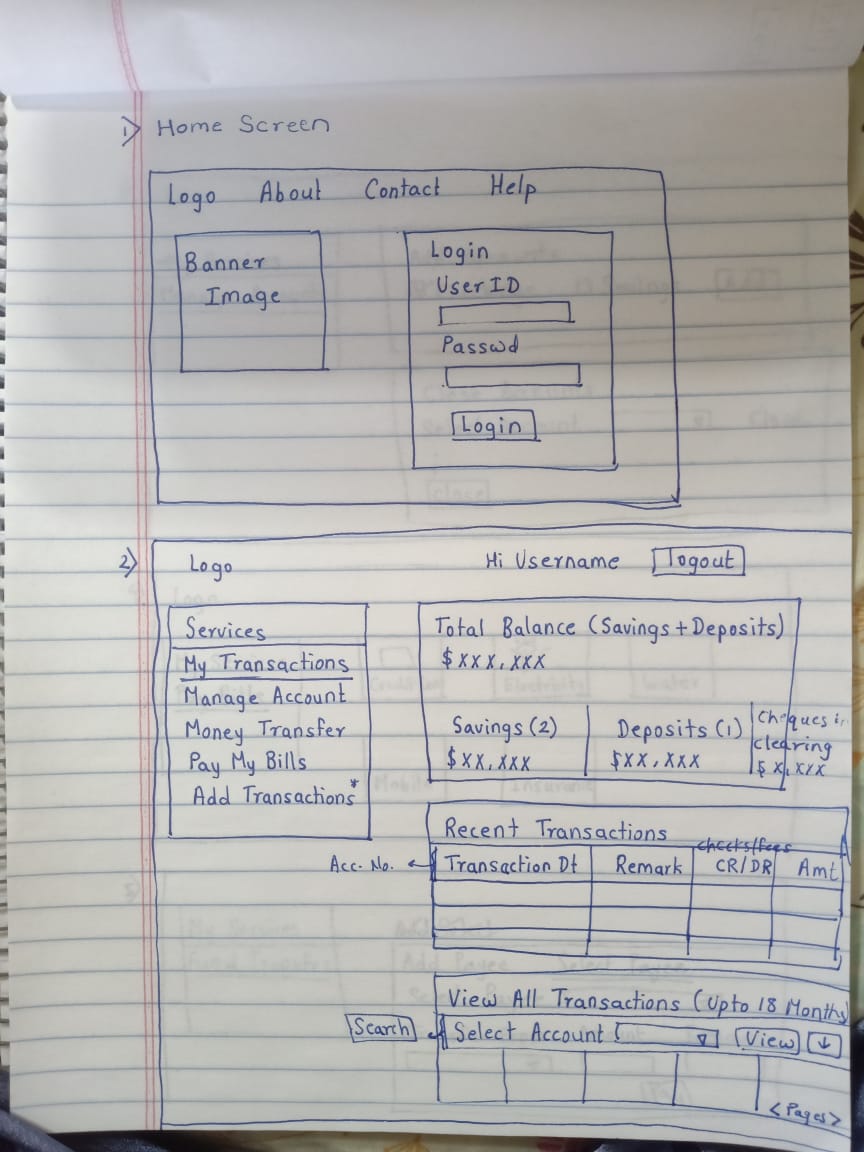 1) Home Screen
Logo About Contact Help
Banner
Image
Login
User ID
Passwd
Login
2) Logo Hi Username Logout
Services
My Transactions
Manage Account
Money Transfer
Pay My Bills
Add Transactions*
Total Balance (Savings + Deposits)
$ xxx, xxx
Savings (2)
$ xx, xxx
Deposits (1)
$xx, xxx
Cheques in
clearing
$ x, xxx
Recent Transactions
checks/fees
Acc. No. ← Transaction Dt Remark CR/DR Amt
View All Transactions (Upto 18 Months)
Search Select Account View ↓
<Pages>